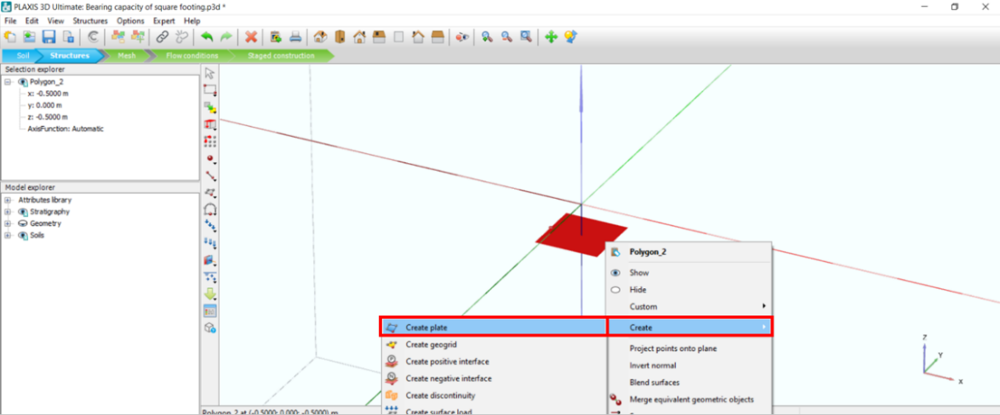 PLAXIS 3D Ultimate: Bearing capacity of square footing.p3d *
File Edit View Structures Options Expert Help
Soil Structures Mesh Flow conditions Staged construction
Selection explorer
Polygon_2
x: -0.5000 m
y: 0.000 m
z: -0.5000 m
AxisFunction: Automatic
Model explorer
Attributes library
Stratigraphy
Geometry
Soils
Polygon_2
Show
Hide
Custom
Create
Create plate
Create geogrid
Create positive interface
Create negative interface
Create discontinuity
Create surface load
Project points onto plane
Invert normal
Blend surfaces
Merge equivalent geometric objects
Z
Y
X
Polygon_2 at (-0.5000; 0.000; -0.5000) m